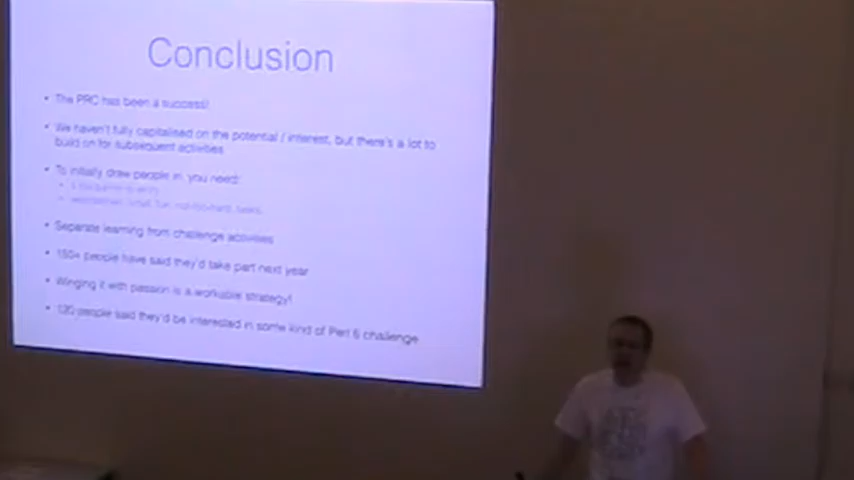 Conclusion
• The PRC has been a success!
• We haven't fully capitalised on the potential / interest, but there's a lot to
build on for subsequent activities
• To initially draw people in, you need:
• Separate learning from challenge activities
• 150+ people have said they'd take part next year
• Winging it with passion is a workable strategy!
• 120 people said they'd be interested in some kind of Perl 6 challenge